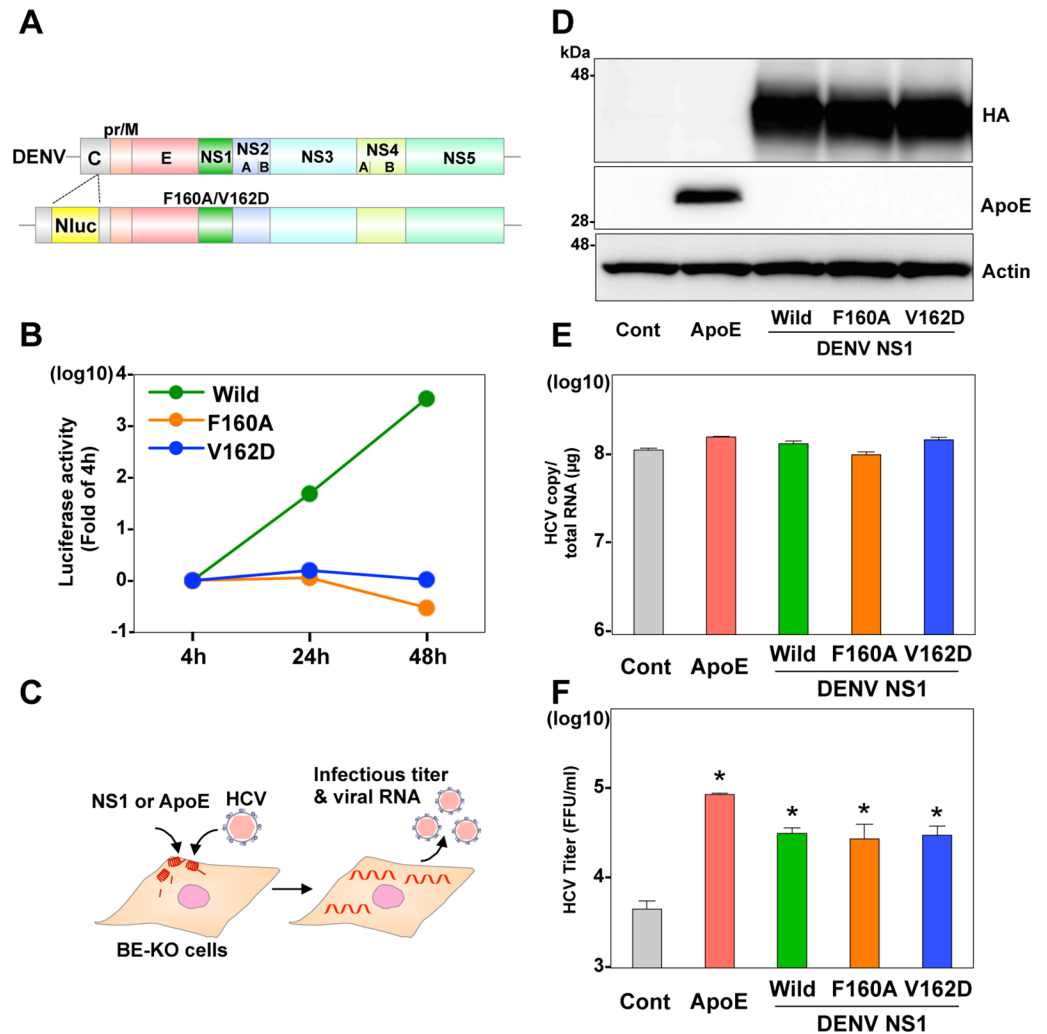 A
pr/M
DENV
C
E
NS1
NS2
A B
NS3
NS4
A B
NS5
F160A/V162D
Nluc
B
(log10)
4
3
2
1
0
-1
Luciferase activity
(Fold of 4h)
Wild
F160A
V162D
4h
24h
48h
C
NS1 or ApoE
HCV
Infectious titer
& viral RNA
BE-KO cells
D
kDa
48
HA
28
ApoE
48
Actin
Cont
ApoE
Wild
F160A
V162D
DENV NS1
E
(log10)
8
7
6
HCV copy/
total RNA (µg)
Cont
ApoE
Wild
F160A
V162D
DENV NS1
F
(log10)
5
4
3
HCV Titer (FFU/ml)
*
*
*
*
Cont
ApoE
Wild
F160A
V162D
DENV NS1